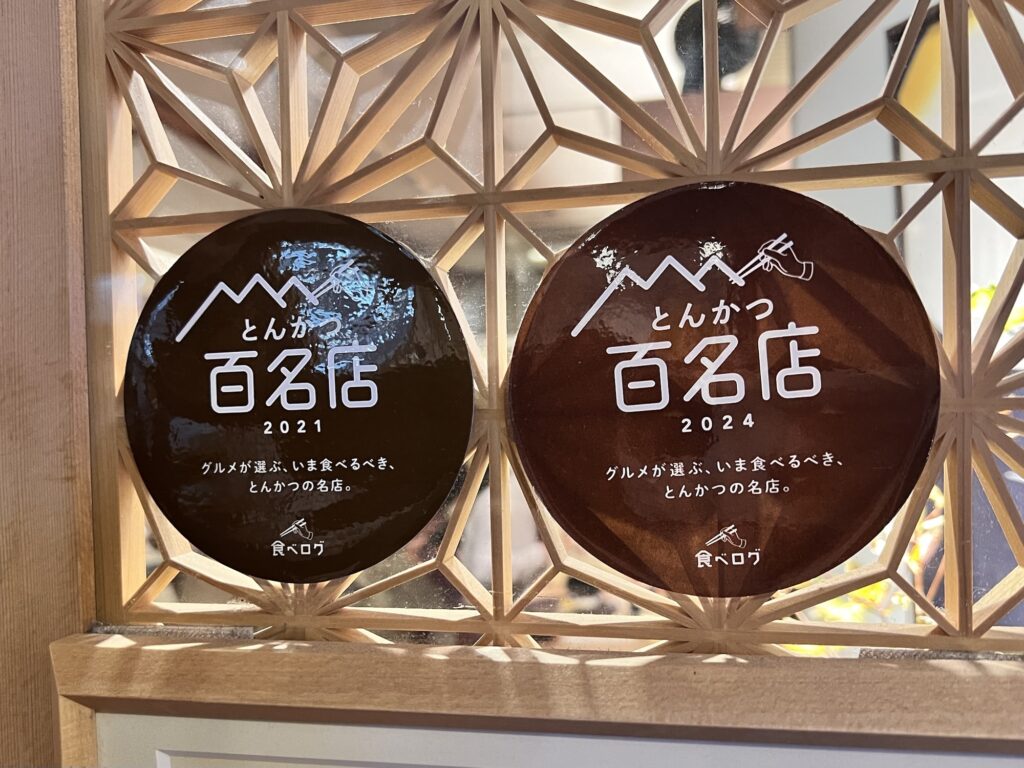 とんかつ
百名店
2021
グルメが選ぶ、いま食べるべき、
とんかつの名店。
食べログ
とんかつ
百名店
2024
グルメが選ぶ、いま食べるべき、
とんかつの名店。
食べログ